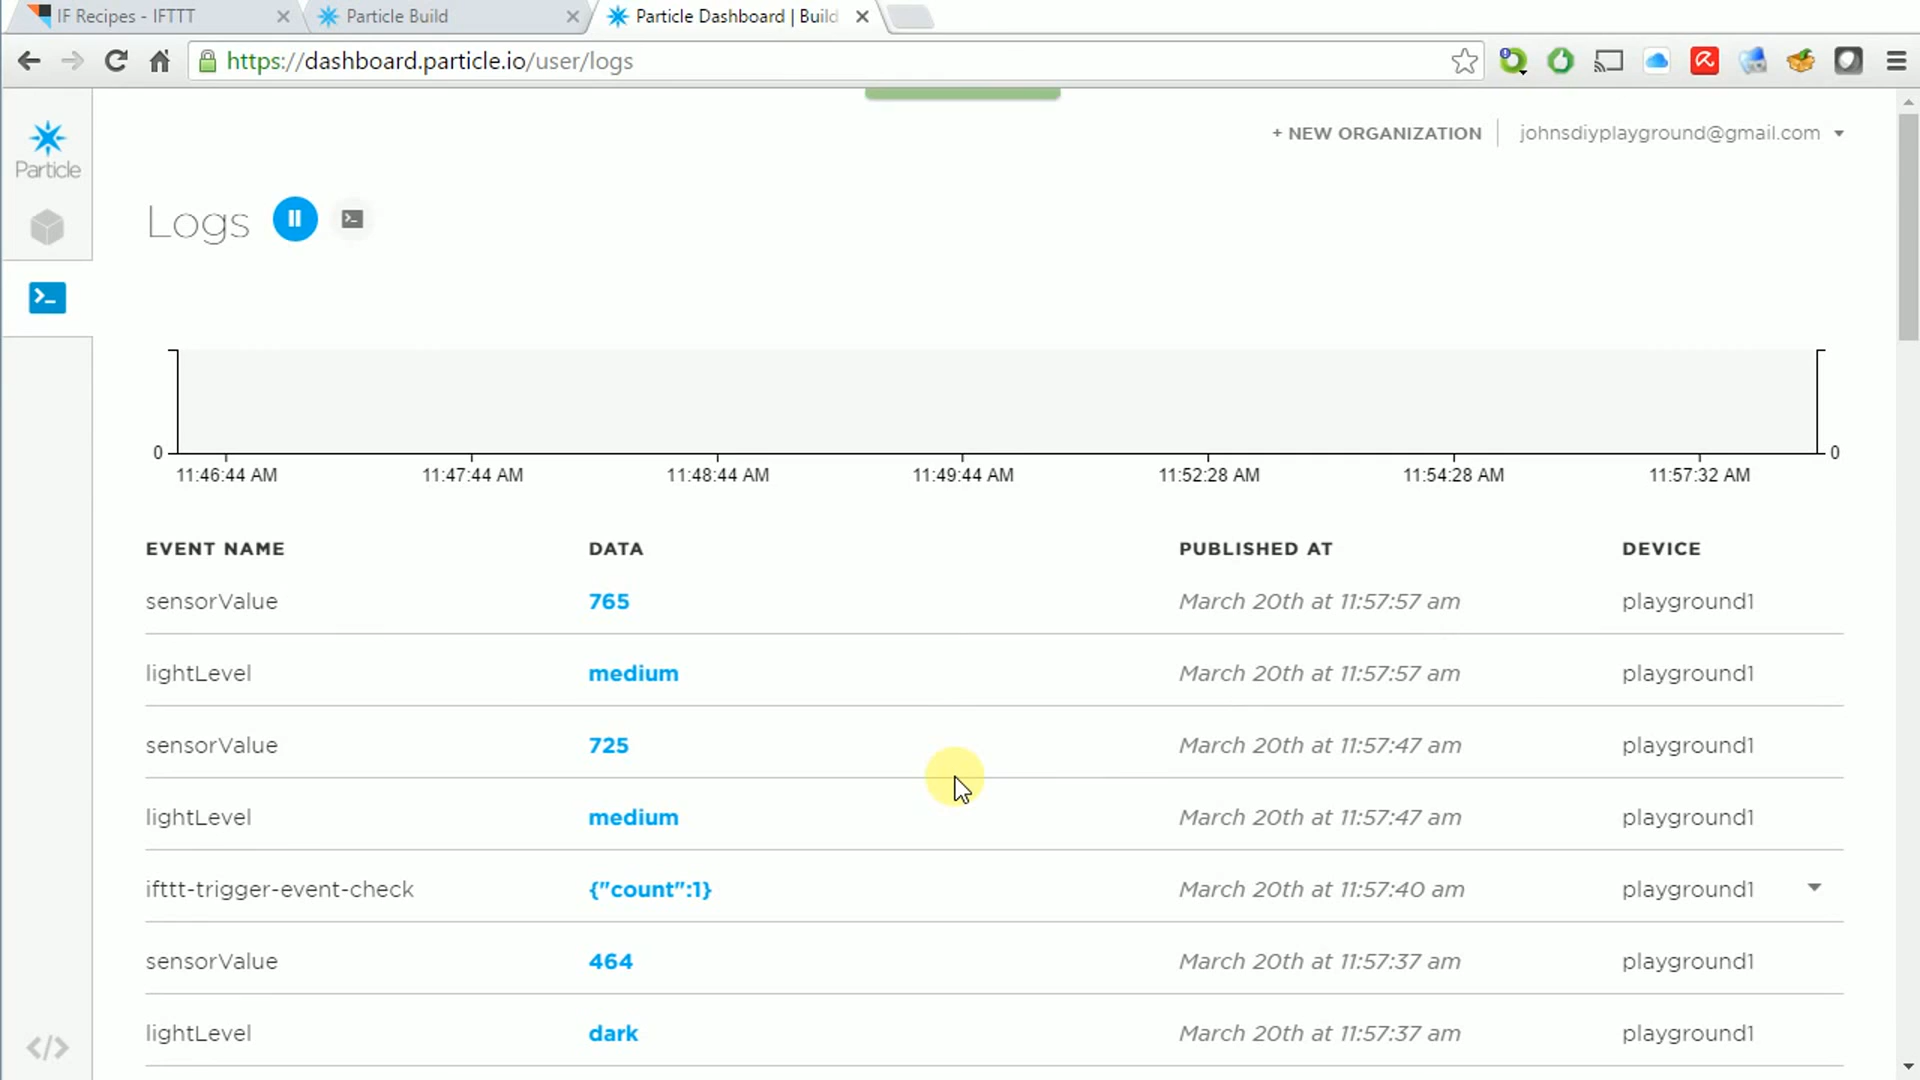 IF Recipes - IFTTT
Particle Build
Particle Dashboard | Build
https://dashboard.particle.io/user/logs
Particle
+ NEW ORGANIZATION
johnsdiyplayground@gmail.com
Logs
0
0
11:46:44 AM 11:47:44 AM 11:48:44 AM 11:49:44 AM 11:52:28 AM 11:54:28 AM 11:57:32 AM
EVENT NAME DATA PUBLISHED AT DEVICE
sensorValue 765 March 20th at 11:57:57 am playground1
lightLevel medium March 20th at 11:57:57 am playground1
sensorValue 725 March 20th at 11:57:47 am playground1
lightLevel medium March 20th at 11:57:47 am playground1
ifttt-trigger-event-check {"count":1} March 20th at 11:57:40 am playground1
sensorValue 464 March 20th at 11:57:37 am playground1
lightLevel dark March 20th at 11:57:37 am playground1